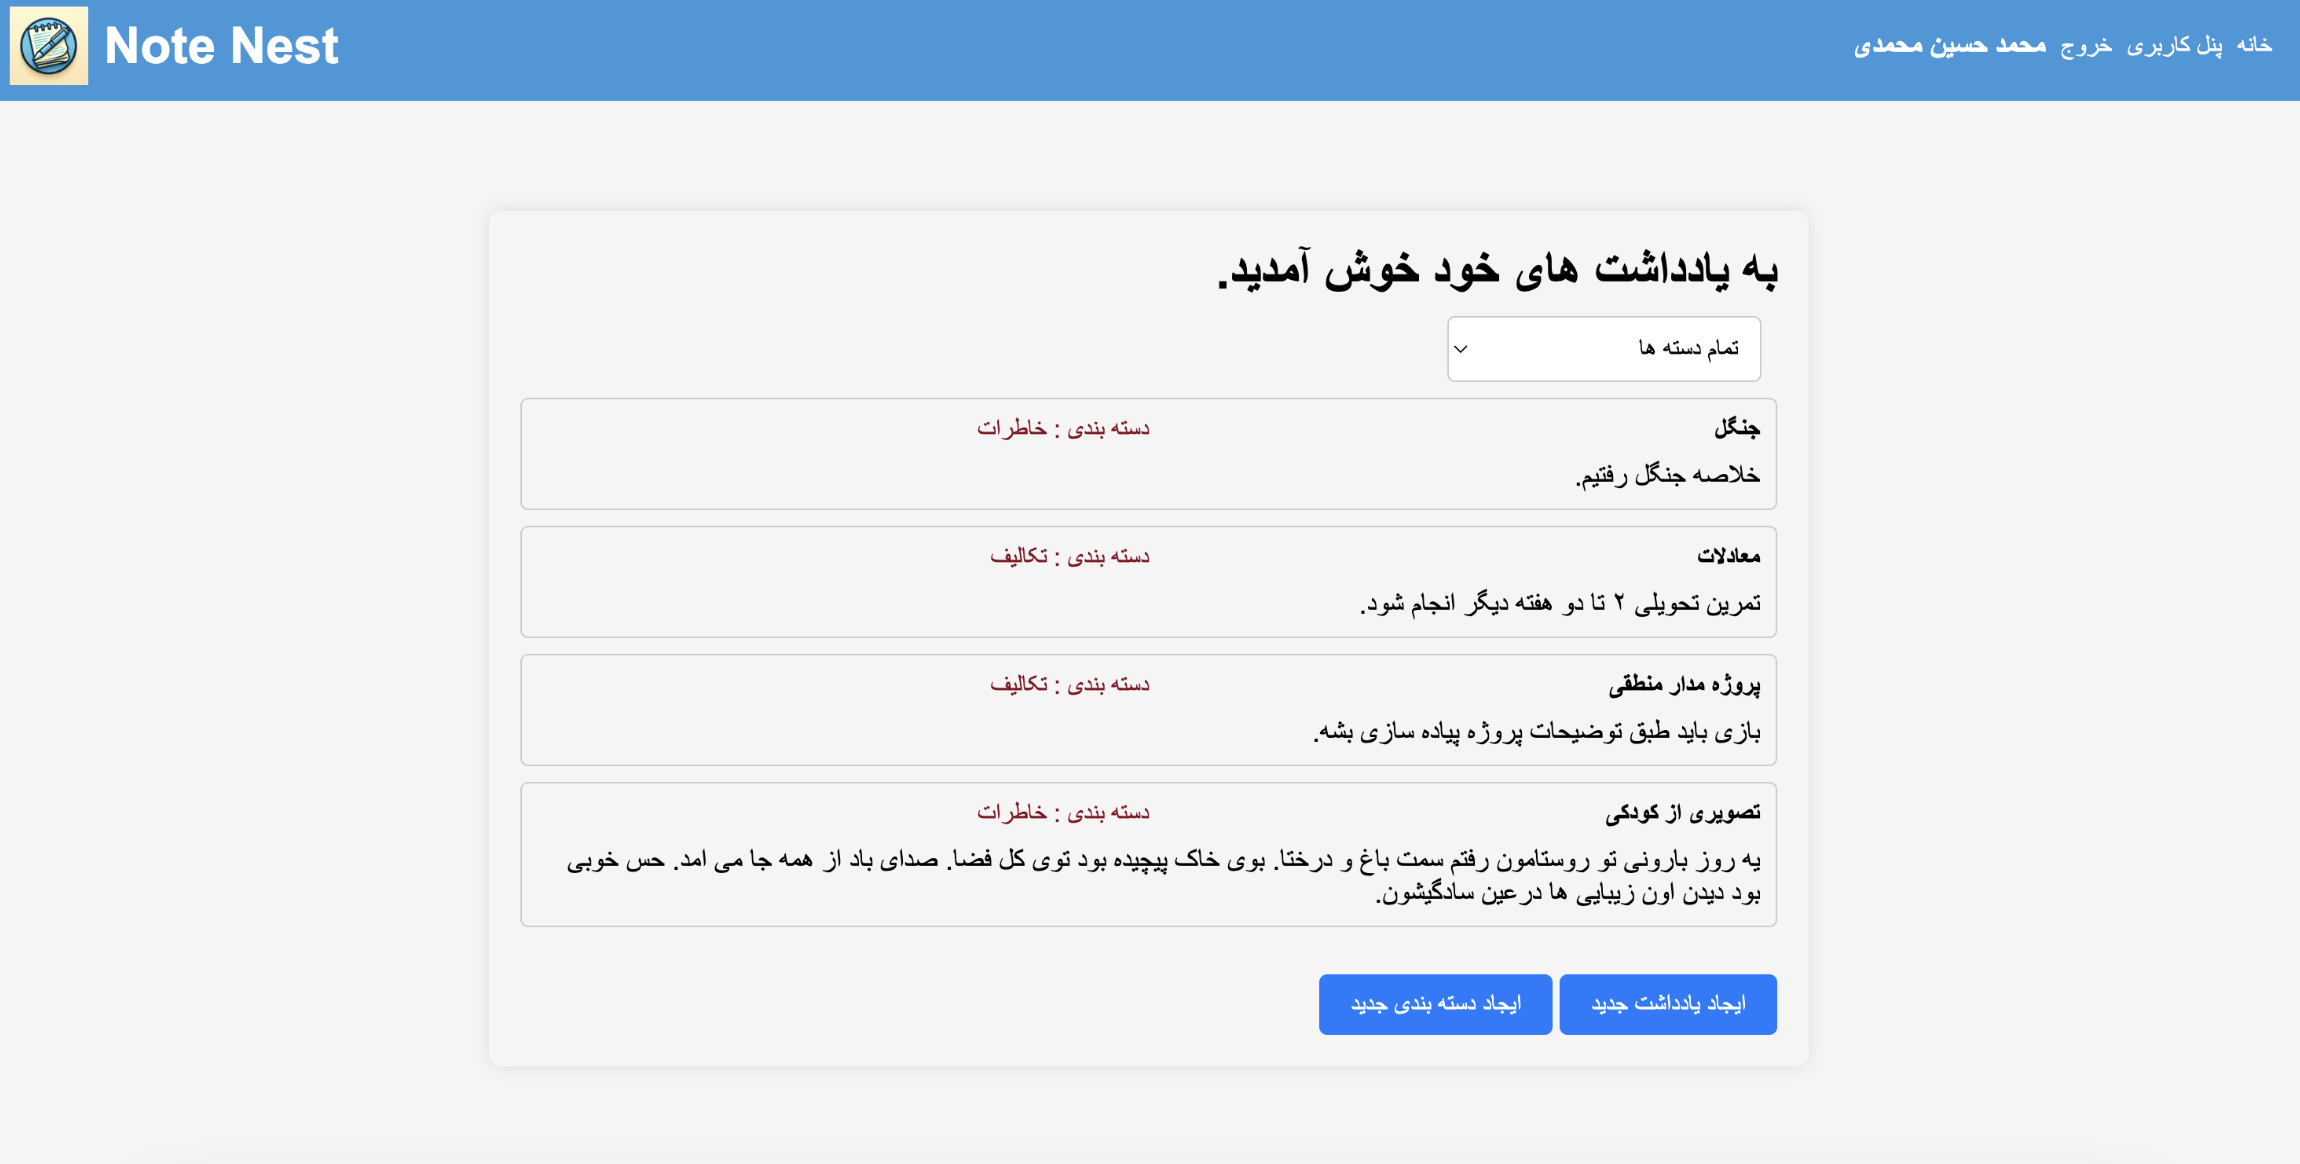 Note Nest
خانه پنل کاربری خروج محمد حسین محمدی
به یادداشت های خود خوش آمدید.
تمام دسته ها
جنگل
دسته بندی : خاطرات
خلاصه جنگل رفتیم.
معادلات
دسته بندی : تکالیف
تمرین تحویلی ۲ تا دو هفته دیگر انجام شود.
پروژه مدار منطقی
دسته بندی : تکالیف
بازی باید طبق توضیحات پروژه پیاده سازی بشه.
تصویری از کودکی
دسته بندی : خاطرات
یه روز بارونی تو روستامون رفتم سمت باغ و درختا. بوی خاک پیچیده بود توی کل فضا. صدای باد از همه جا می امد. حس خوبی
بود دیدن اون زیبایی ها درعین سادگیشون.
ایجاد یادداشت جدید
ایجاد دسته بندی جدید